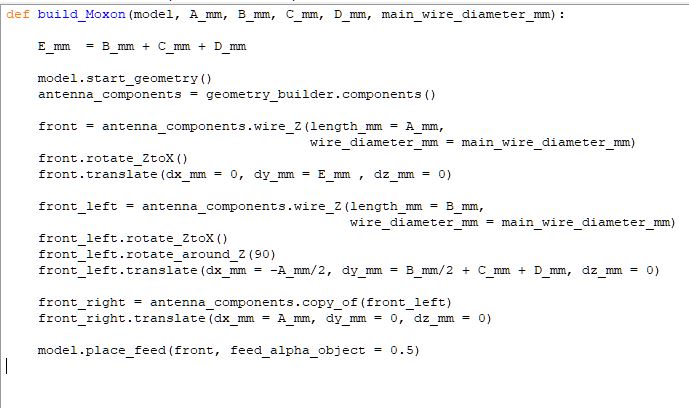 def build_Moxon(model, A_mm, B_mm, C_mm, D_mm, main_wire_diameter_mm):
E_mm  = B_mm + C_mm + D_mm
model.start_geometry()
antenna_components = geometry_builder.components()
front = antenna_components.wire_Z(length_mm = A_mm,
wire_diameter_mm = main_wire_diameter_mm)
front.rotate_ZtoX()
front.translate(dx_mm = 0, dy_mm = E_mm , dz_mm = 0)
front_left = antenna_components.wire_Z(length_mm = B_mm,
wire_diameter_mm = main_wire_diameter_mm)
front_left.rotate_ZtoX()
front_left.rotate_around_Z(90)
front_left.translate(dx_mm = -A_mm/2, dy_mm = B_mm/2 + C_mm + D_mm, dz_mm = 0)
front_right = antenna_components.copy_of(front_left)
front_right.translate(dx_mm = A_mm, dy_mm = 0, dz_mm = 0)
model.place_feed(front, feed_alpha_object = 0.5)